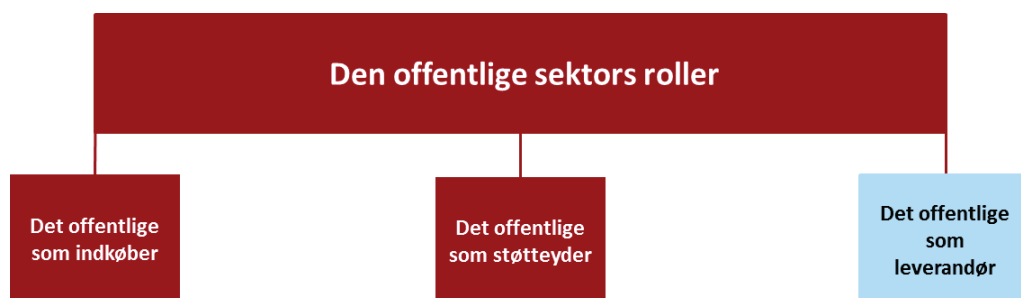 Den offentlige sektors roller
Det offentlige
som indkøber
Det offentlige
som støtteyder
Det offentlige
som
leverandør